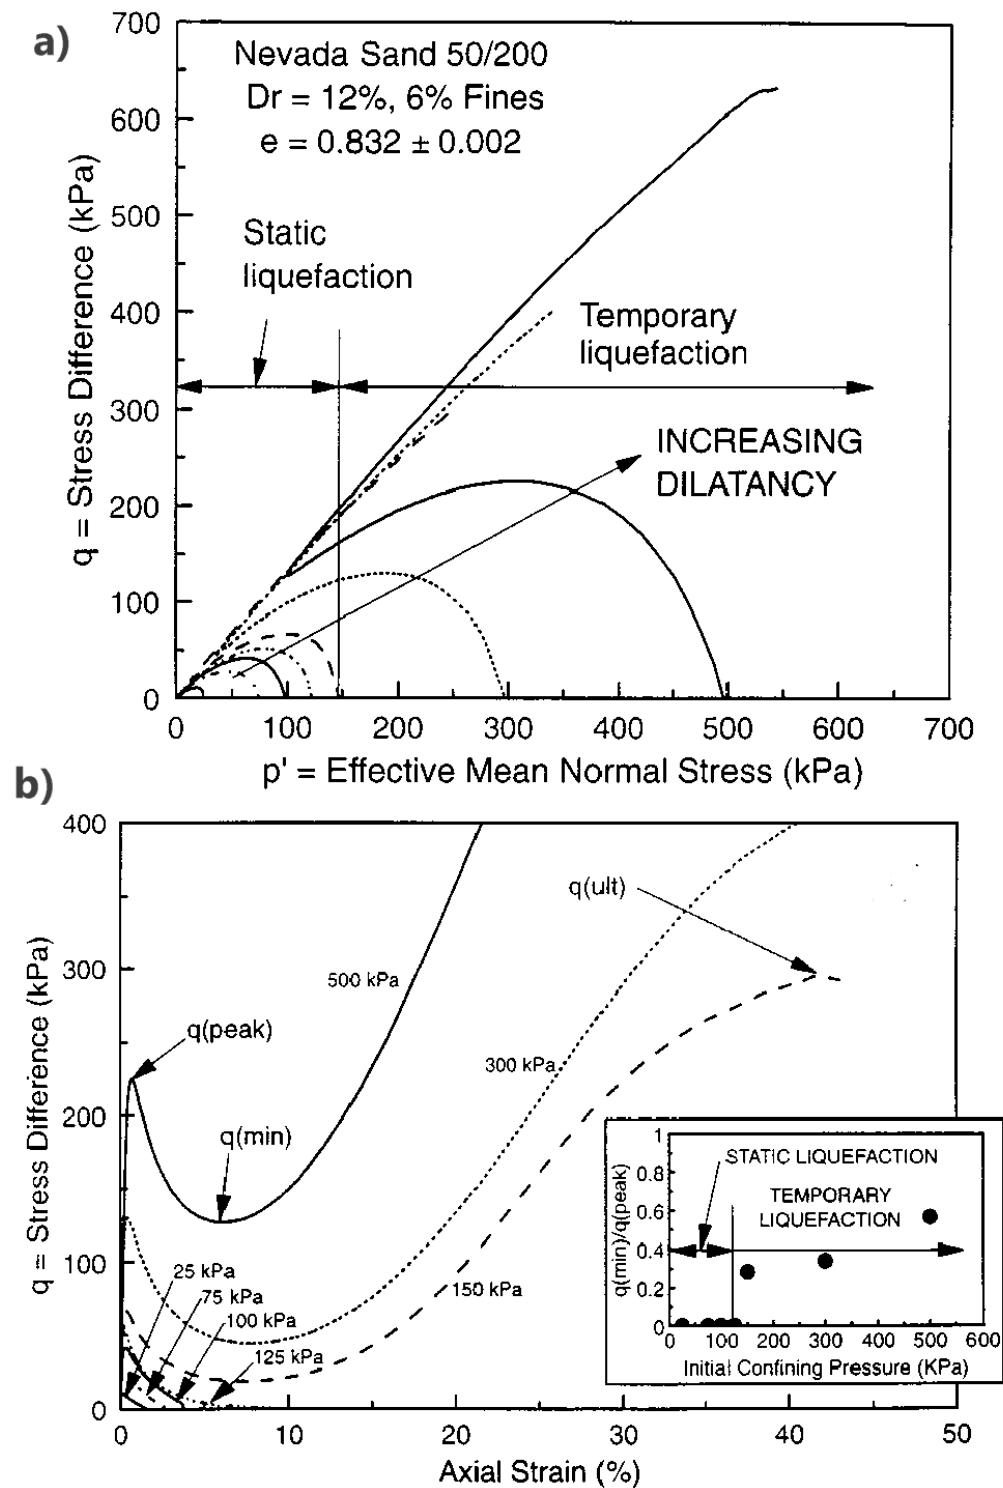 a)
700
Nevada Sand 50/200
Dr = 12%, 6% Fines
e = 0.832 ± 0.002
600
500
400
300
200
100
0
q = Stress Difference (kPa)
Static
liquefaction
Temporary
liquefaction
INCREASING
DILATANCY
0 100 200 300 400 500 600 700
p' = Effective Mean Normal Stress (kPa)
b)
400
300
200
100
0
q = Stress Difference (kPa)
q(ult)
500 kPa
q(peak)
300 kPa
q(min)
150 kPa
25 kPa
75 kPa
100 kPa
125 kPa
1
0.8
0.6
0.4
0.2
0
q(min)/q(peak)
STATIC LIQUEFACTION
TEMPORARY
LIQUEFACTION
0 100 200 300 400 500 600
Initial Confining Pressure (KPa)
0 10 20 30 40 50
Axial Strain (%)